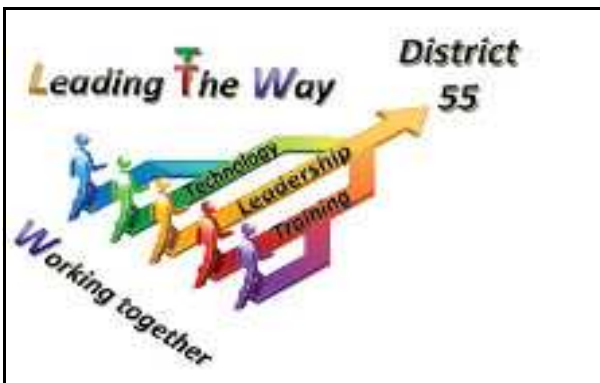 Leading The Way
District
55
Technology
Leadership
Training
Working together